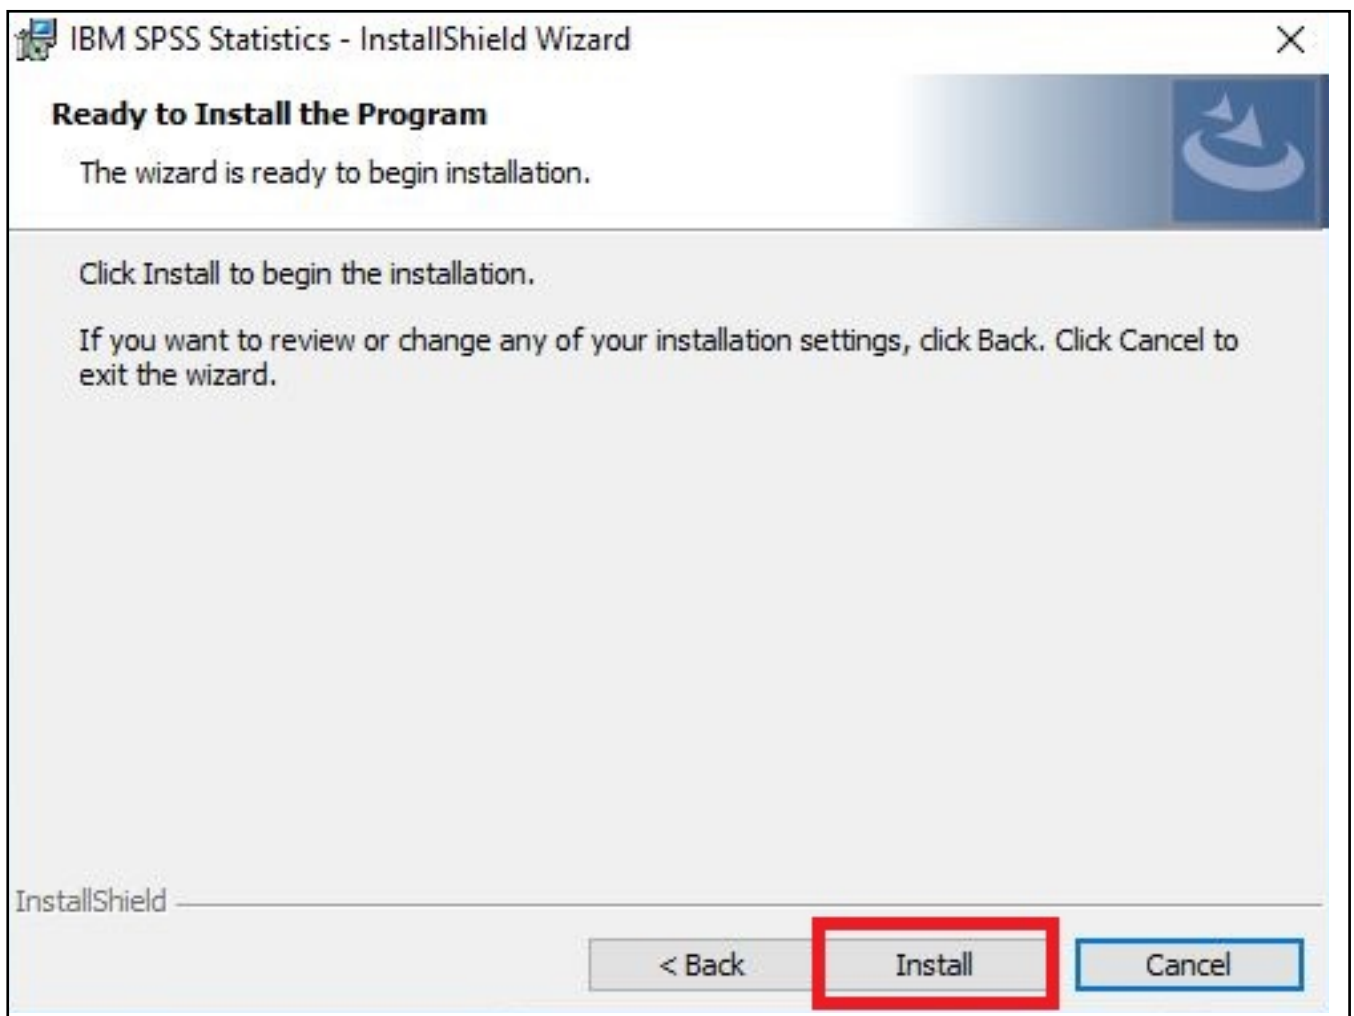 IBM SPSS Statistics - InstallShield Wizard
Ready to Install the Program
The wizard is ready to begin installation.
Click Install to begin the installation.
If you want to review or change any of your installation settings, click Back. Click Cancel to
exit the wizard.
InstallShield
< Back
Install
Cancel